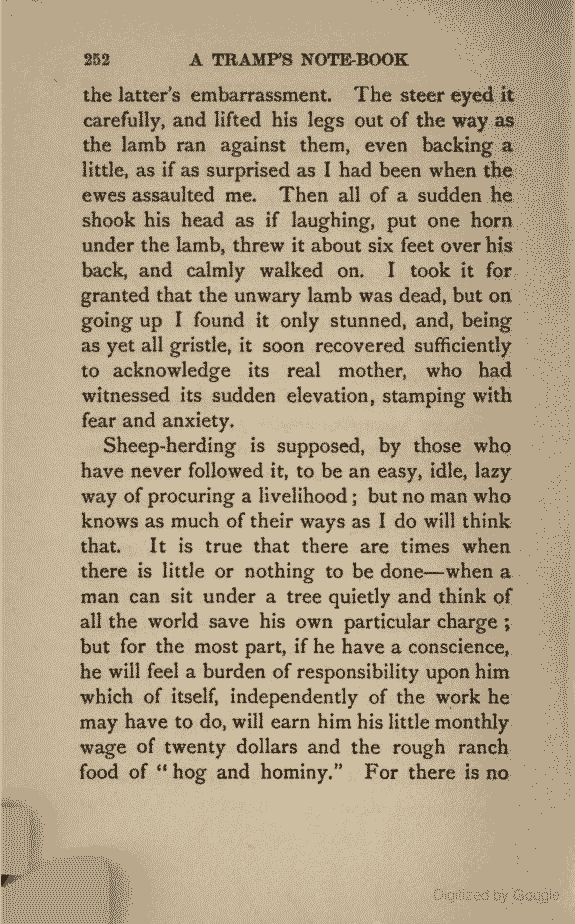 252 A TRAMP'S NOTE-BOOK
the latter's embarrassment. The steer eyed it
carefully, and lifted his legs out of the way as
the lamb ran against them, even backing a
little, as if as surprised as I had been when the
ewes assaulted me. Then all of a sudden he
shook his head as if laughing, put one horn
under the lamb, threw it about six feet over his
back, and calmly walked on. I took it for
granted that the unwary lamb was dead, but on
going up I found it only stunned, and, being
as yet all gristle, it soon recovered sufficiently
to acknowledge its real mother, who had
witnessed its sudden elevation, stamping with
fear and anxiety.
Sheep-herding is supposed, by those who
have never followed it, to be an easy, idle, lazy
way of procuring a livelihood; but no man who
knows as much of their ways as I do will think
that. It is true that there are times when
there is little or nothing to be done—when a
man can sit under a tree quietly and think of
all the world save his own particular charge;
but for the most part, if he have a conscience,
he will feel a burden of responsibility upon him
which of itself, independently of the work he
may have to do, will earn him his little monthly
wage of twenty dollars and the rough ranch
food of "hog and hominy." For there is no
Digitized by Google